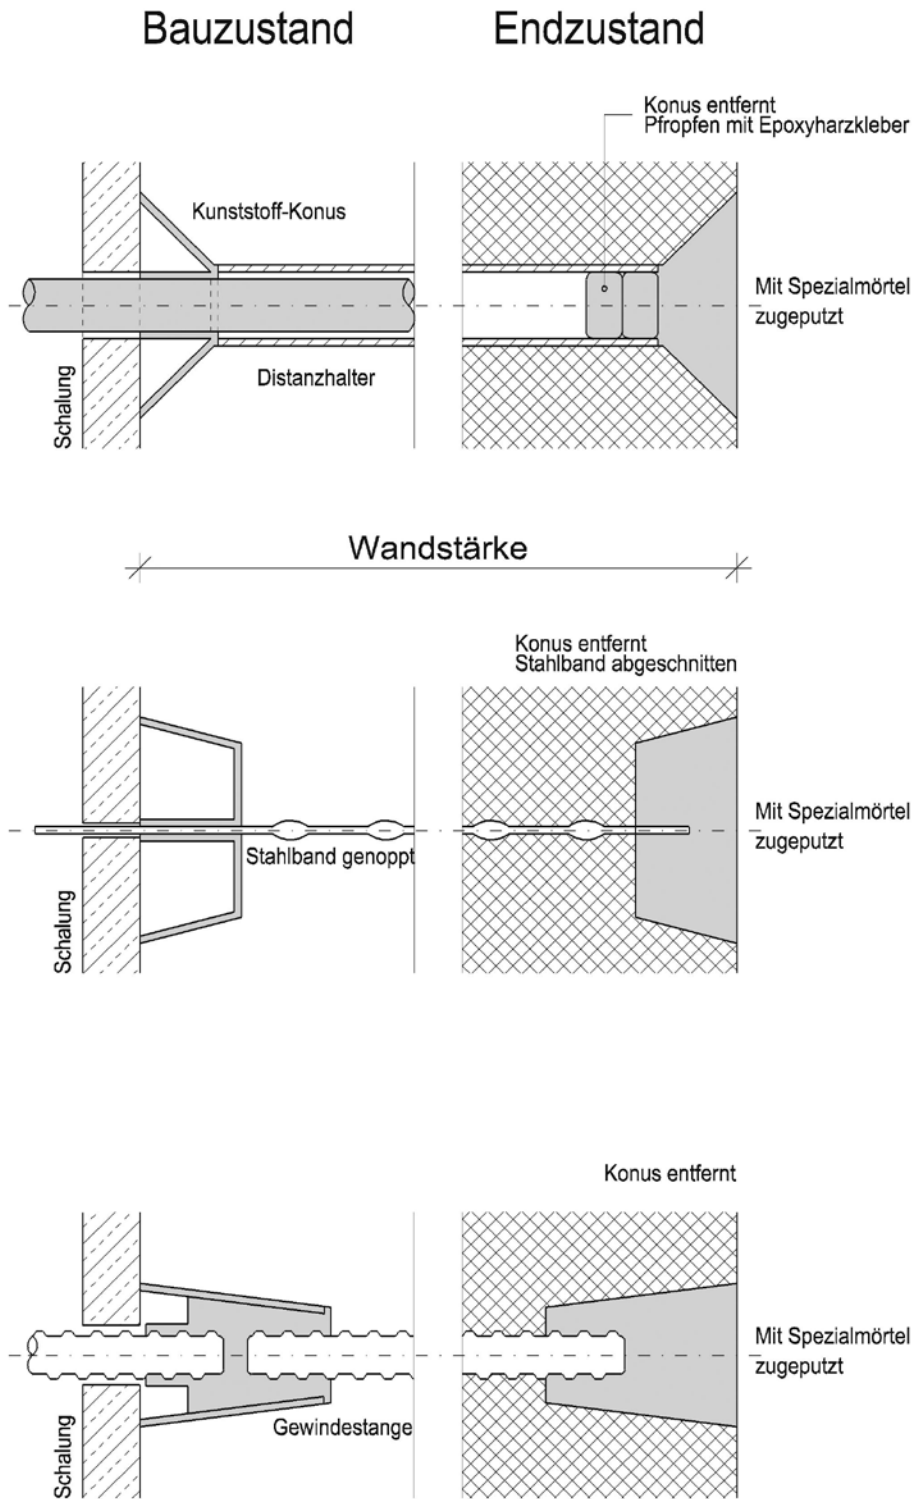 Bauzustand
Endzustand
Konus entfernt
Pfropfen mit Epoxyharzkleber
Kunststoff-Konus
Mit Spezialmörtel
zugeputzt
Distanzhalter
Schalung
Wandstärke
Konus entfernt
Stahlband abgeschnitten
Mit Spezialmörtel
zugeputzt
Stahlband genoppt
Schalung
Konus entfernt
Mit Spezialmörtel
zugeputzt
Gewindestange
Schalung